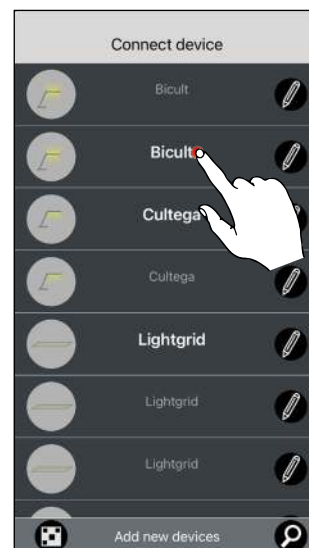 Connect device
Bicult
Bicult
Cultega
Cultega
Lightgrid
Lightgrid
Lightgrid
Add new devices